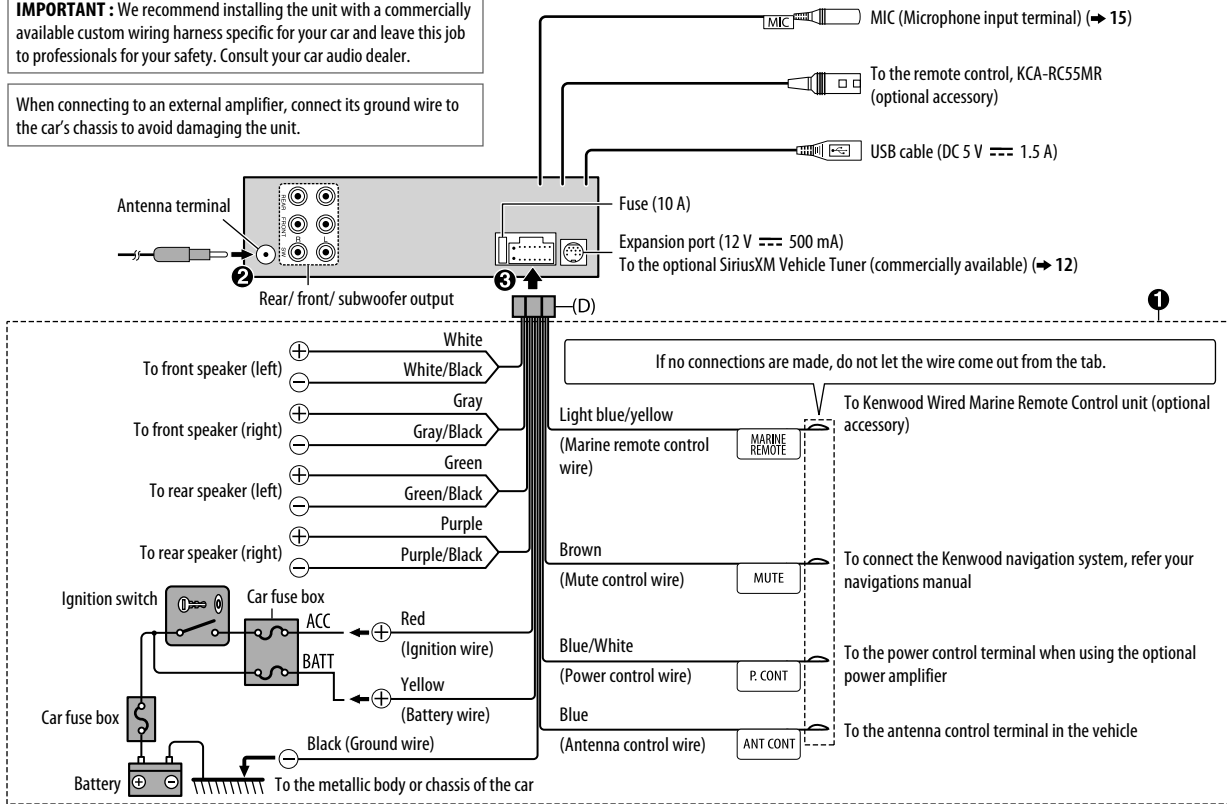 IMPORTANT : We recommend installing the unit with a commercially
available custom wiring harness specific for your car and leave this job
to professionals for your safety. Consult your car audio dealer.
When connecting to an external amplifier, connect its ground wire to
the car's chassis to avoid damaging the unit.
MIC
MIC (Microphone input terminal) (➜ 15)
To the remote control, KCA-RC55MR
(optional accessory)
USB cable (DC 5 V ⎓ 1.5 A)
Antenna terminal
REAR
FRONT
SW
R
L
Fuse (10 A)
Expansion port (12 V ⎓ 500 mA)
To the optional SiriusXM Vehicle Tuner (commercially available) (➜ 12)
❷
❸
Rear/ front/ subwoofer output
(D)
❶
White
To front speaker (left)
White/Black
Gray
To front speaker (right)
Gray/Black
Green
To rear speaker (left)
Green/Black
Purple
To rear speaker (right)
Purple/Black
Ignition switch
Car fuse box
ACC
Red
(Ignition wire)
BATT
Yellow
(Battery wire)
Car fuse box
Black (Ground wire)
Battery
To the metallic body or chassis of the car
If no connections are made, do not let the wire come out from the tab.
Light blue/yellow
(Marine remote control
wire)
MARINE
REMOTE
To Kenwood Wired Marine Remote Control unit (optional
accessory)
Brown
(Mute control wire)
MUTE
To connect the Kenwood navigation system, refer your
navigations manual
Blue/White
(Power control wire)
P. CONT
To the power control terminal when using the optional
power amplifier
Blue
(Antenna control wire)
ANT CONT
To the antenna control terminal in the vehicle